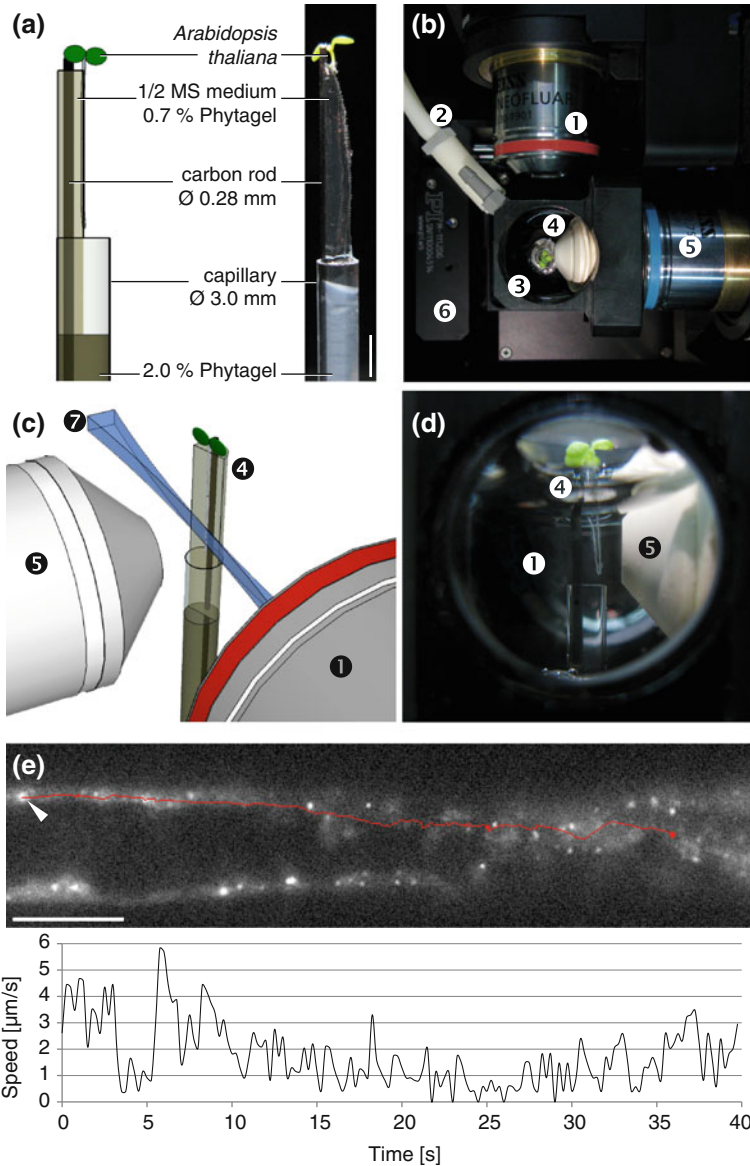 (a)
Arabidopsis
thaliana
1/2 MS medium
0.7 % Phytagel
carbon rod
Ø 0.28 mm
capillary
Ø 3.0 mm
2.0 % Phytagel
(b)
NEOFLUAR
1
2
3
4
5
6
PI
(c)
7
4
5
1
(d)
4
1
5
(e)
Speed [µm/s]
6
5
4
3
2
1
0
0 5 10 15 20 25 30 35 40
Time [s]